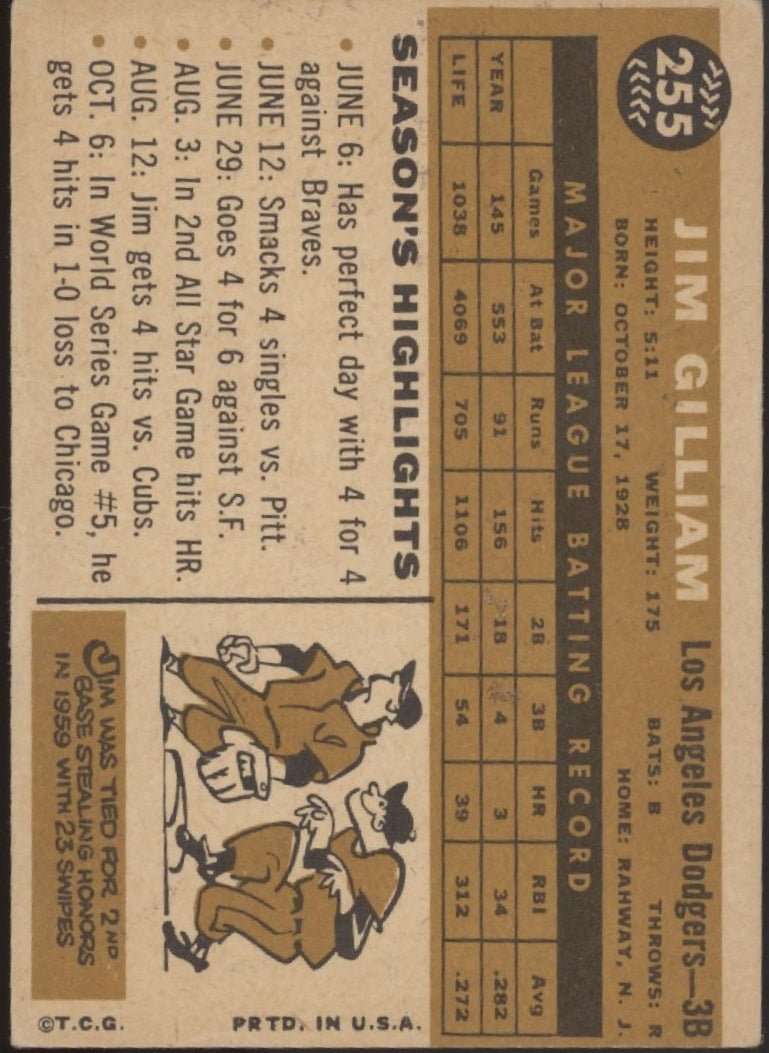 255
JIM GILLIAM Los Angeles Dodgers—3B
HEIGHT: 5:11 WEIGHT: 175 BATS: B THROWS: R
BORN: OCTOBER 17, 1928 HOME: RAHWAY, N. J.
MAJOR LEAGUE BATTING RECORD
Games At Bat Runs Hits 2B 3B HR RBI Avg
YEAR 145 553 91 156 18 4 3 34 .282
LIFE 1038 4069 705 1106 171 54 39 312 .272
SEASON'S HIGHLIGHTS
• JUNE 6: Has perfect day with 4 for 4
against Braves.
• JUNE 12: Smacks 4 singles vs. Pitt.
• JUNE 29: Goes 4 for 6 against S.F.
• AUG. 3: In 2nd All Star Game hits HR.
• AUG. 12: Jim gets 4 hits vs. Cubs.
• OCT. 6: In World Series Game #5, he
gets 4 hits in 1-0 loss to Chicago.
JIM WAS TIED FOR 2ND
BASE STEALING HONORS
IN 1959 WITH 23 SWIPES
©T.C.G. PRTD. IN U.S.A.